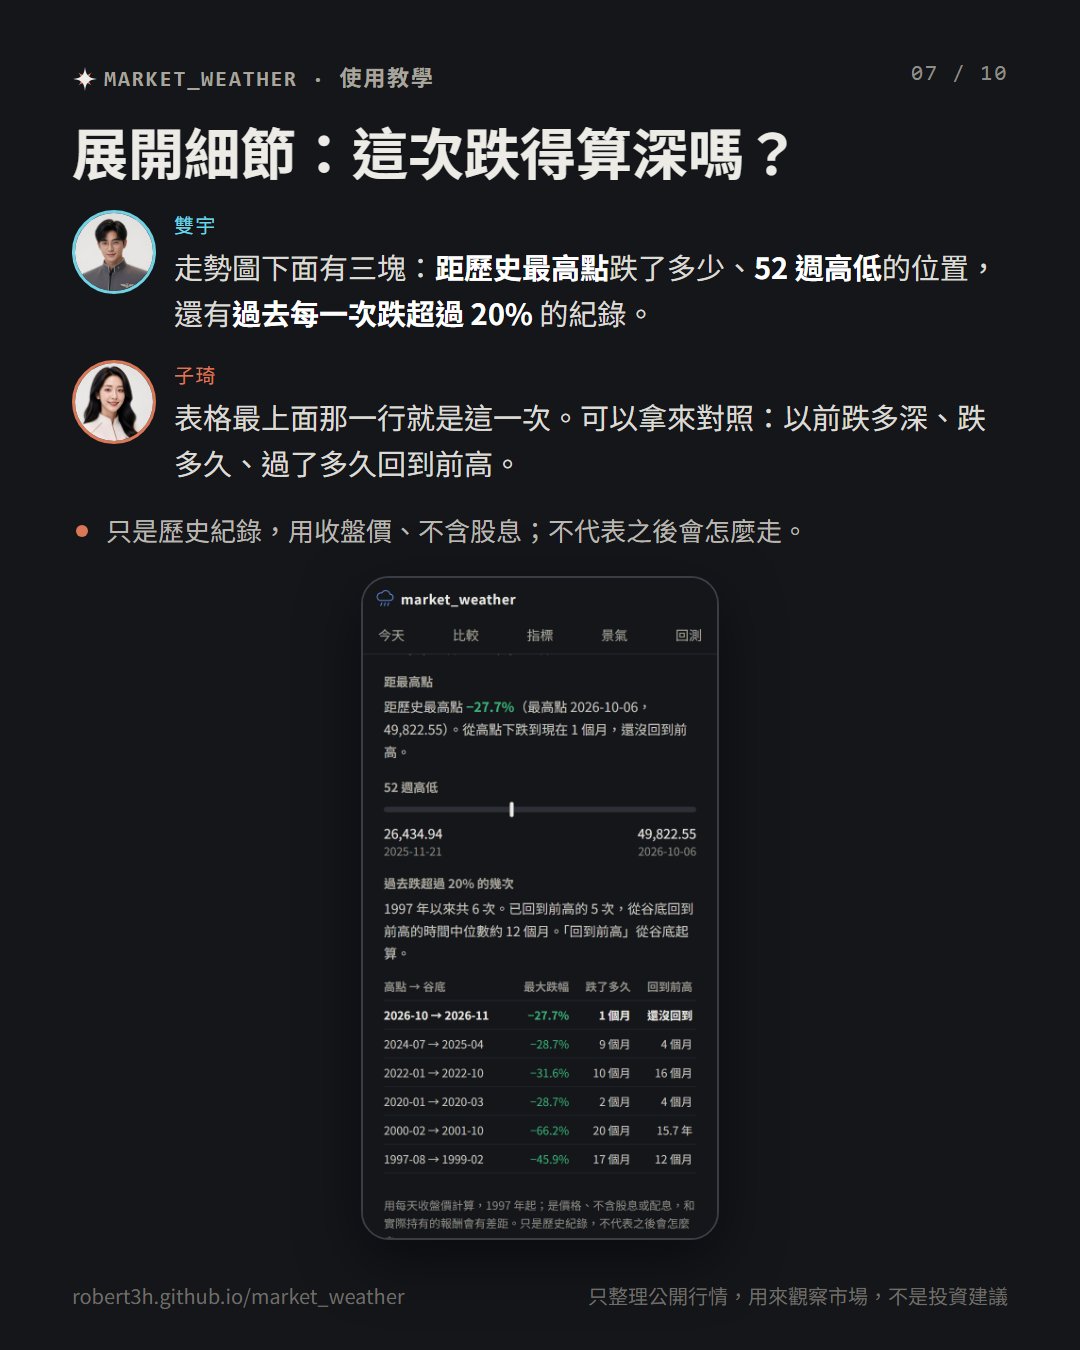 MARKET_WEATHER · 使用教學
07 / 10
展開細節：這次跌得算深嗎？
雙宇
走勢圖下面有三塊：距歷史最高點跌了多少、52 週高低的位置，
還有過去每一次跌超過 20% 的紀錄。
子琦
表格最上面那一行就是這一次。可以拿來對照：以前跌多深、跌
多久、過了多久回到前高。
只是歷史紀錄，用收盤價、不含股息；不代表之後會怎麼走。
market_weather
今天 比較 指標 景氣 回測
距最高點
距歷史最高點 −27.7%（最高點 2026-10-06，
49,822.55）。從高點下跌到現在 1 個月，還沒回到前
高。
52 週高低
26,434.94 49,822.55
2025-11-21 2026-10-06
過去跌超過 20% 的幾次
1997 年以來共 6 次。已回到前高的 5 次，從谷底回到
前高的時間中位數約 12 個月。「回到前高」從谷底起
算。
高點 → 谷底 最大跌幅 跌了多久 回到前高
2026-10 → 2026-11 −27.7% 1 個月 還沒回到
2024-07 → 2025-04 −28.7% 9 個月 4 個月
2022-01 → 2022-10 −31.6% 10 個月 16 個月
2020-01 → 2020-03 −28.7% 2 個月 4 個月
2000-02 → 2001-10 −66.2% 20 個月 15.7 年
1997-08 → 1999-02 −45.9% 17 個月 12 個月
用每天收盤價計算，1997 年起；是價格、不含股息或配息，和
實際持有的報酬會有差距。只是歷史紀錄，不代表之後會怎麼
robert3h.github.io/market_weather
只整理公開行情，用來觀察市場，不是投資建議